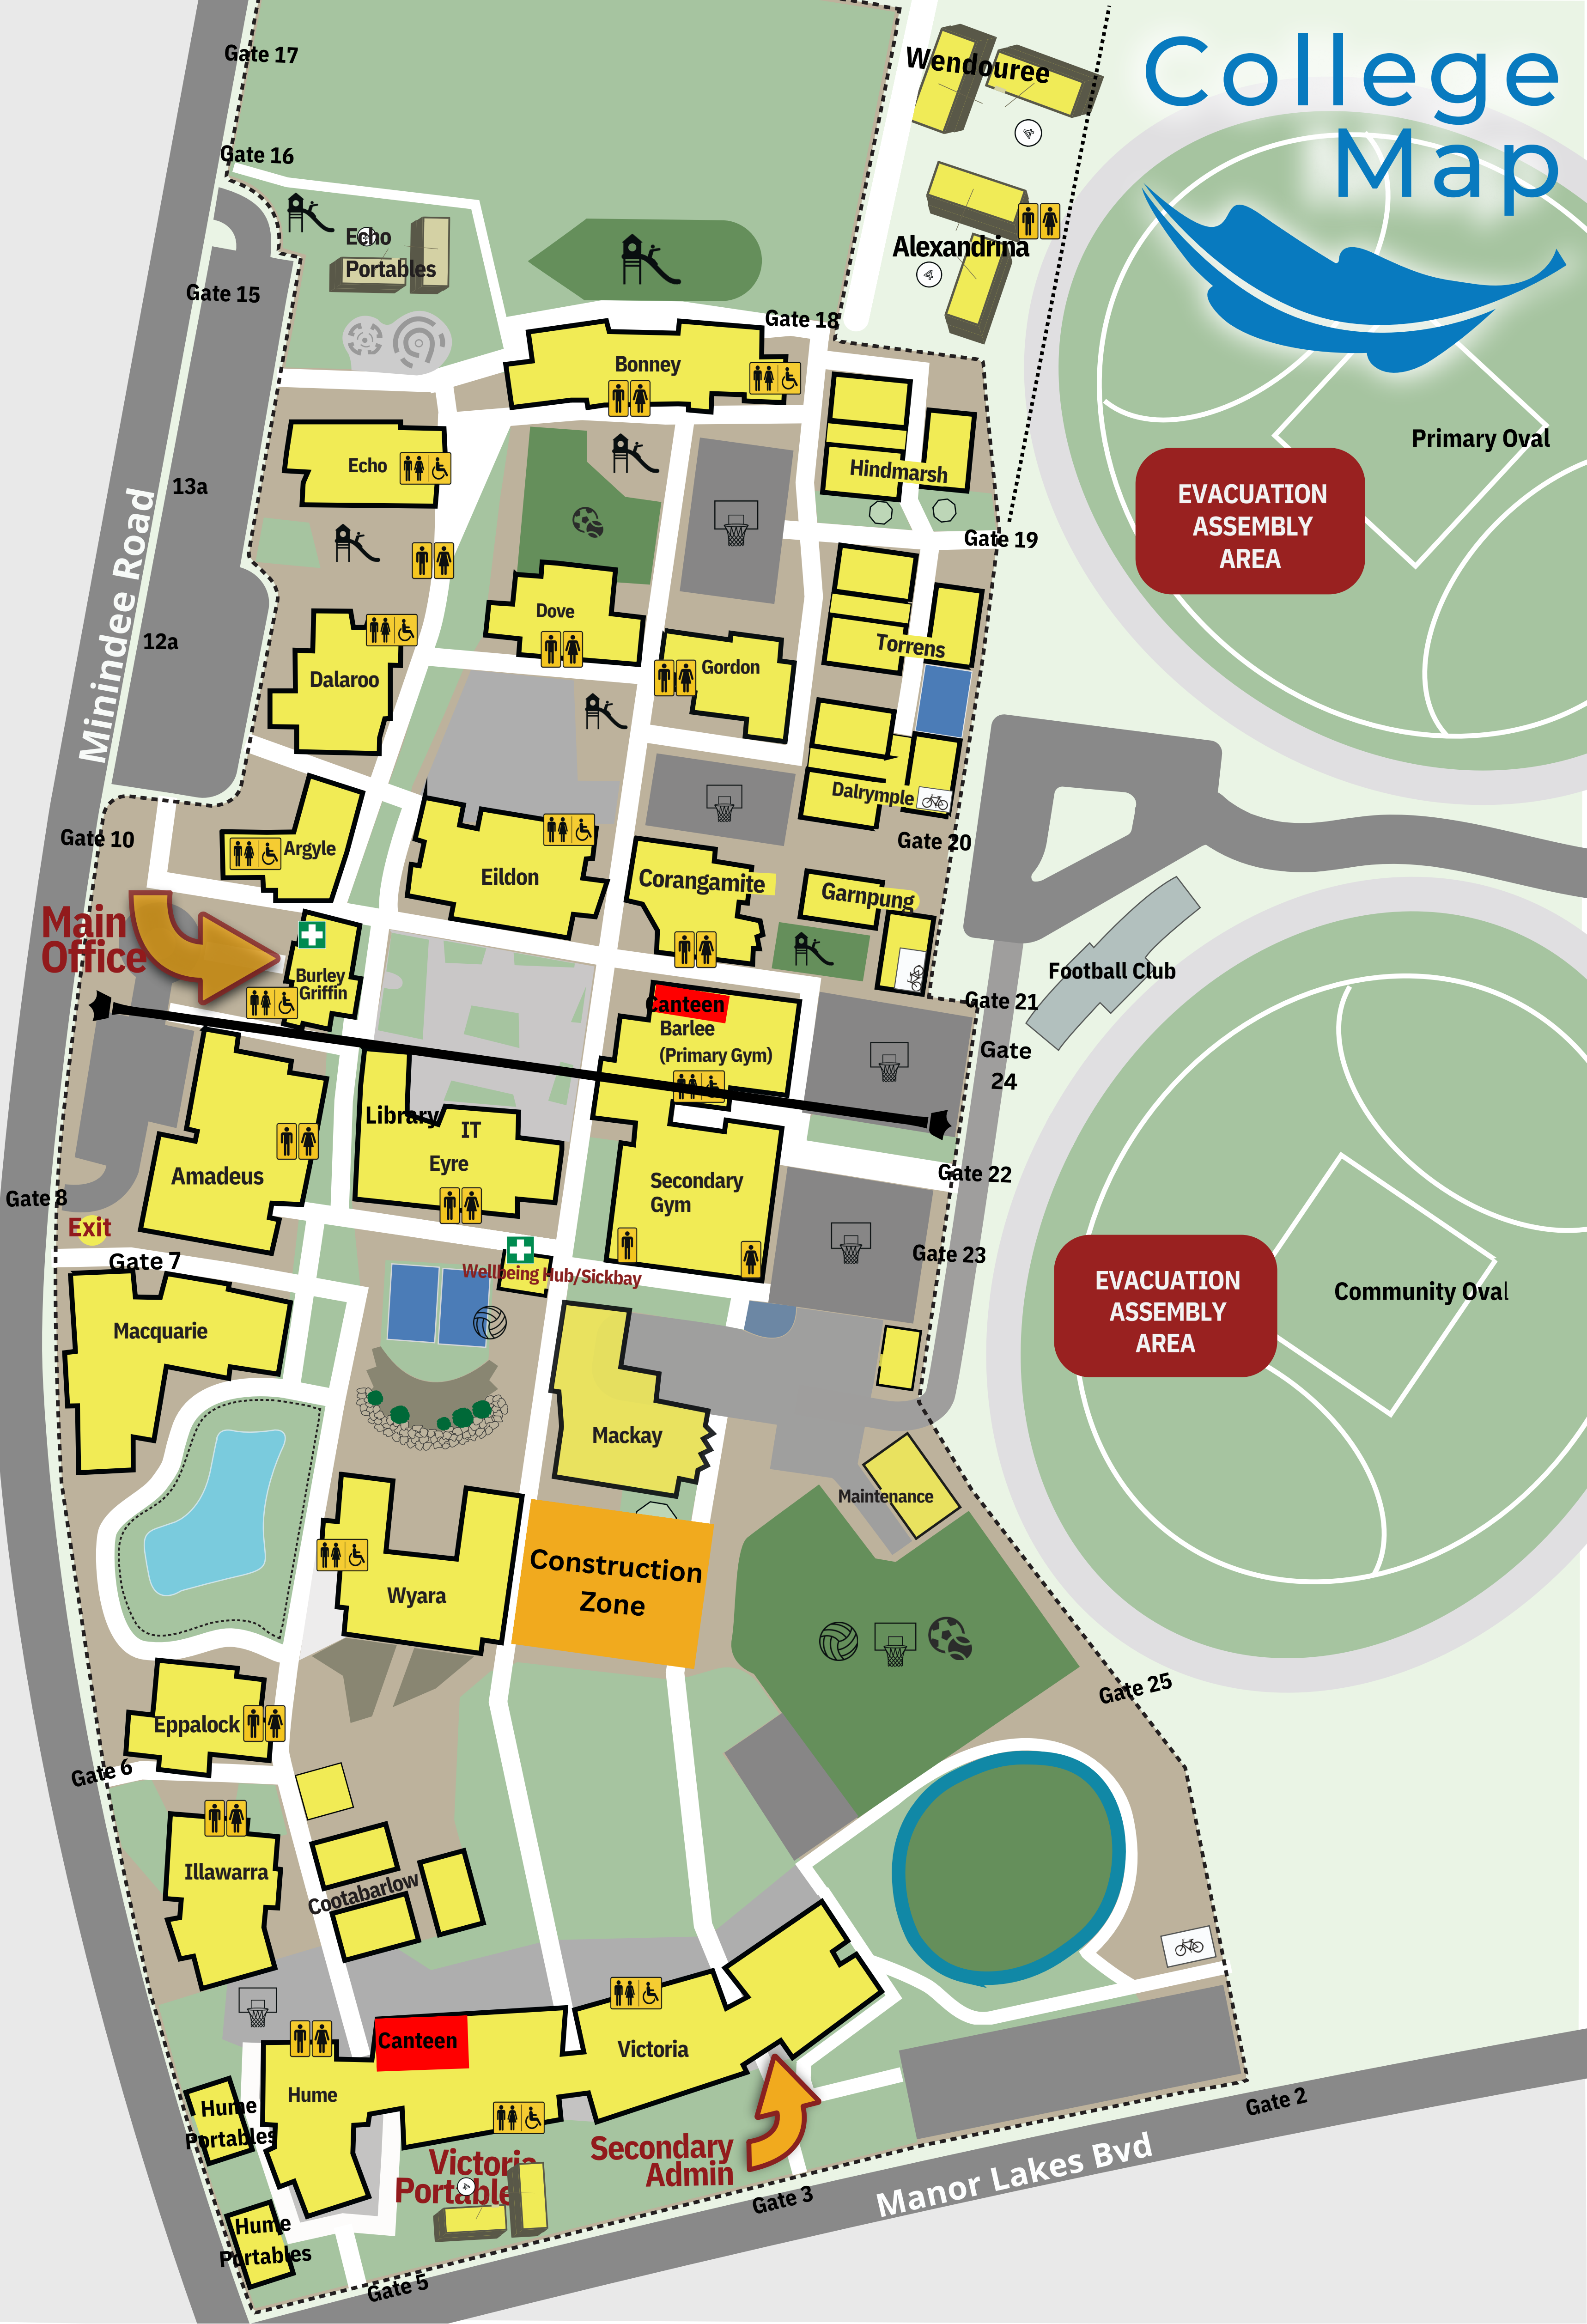 College
Map
Gate 17
Wendouree
Gate 16
4
Echo
Portables
Alexandrina
4
Gate 15
Gate 18
Bonney
Primary Oval
Echo
Hindmarsh
13a
EVACUATION
ASSEMBLY
AREA
Gate 19
Minindee Road
Dove
12a
Torrens
Gordon
Dalaroo
Dalrymple
Gate 10
Argyle
Gate 20
Eildon
Corangamite
Garnpung
Main
Office
Burley
Griffin
Football Club
Canteen
Gate 21
Barlee
(Primary Gym)
Gate
24
Library
IT
Eyre
Amadeus
Secondary
Gym
Gate 22
Gate 8
Exit
Gate 7
Gate 23
Wellbeing Hub/Sickbay
EVACUATION
ASSEMBLY
AREA
Community Oval
Macquarie
Mackay
Maintenance
Construction
Zone
Wyara
Gate 25
Eppalock
Gate 6
Illawarra
Cootabarlow
Canteen
Victoria
Hume
Hume
Portables
Secondary
Admin
Victoria
Portable
4
Gate 2
Manor Lakes Bvd
Gate 3
Hume
Portables
Gate 5